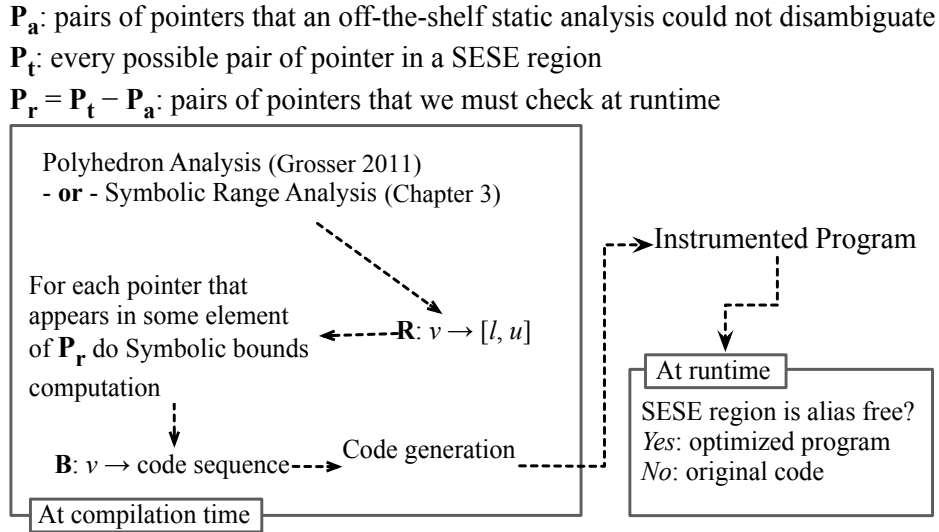 Pa: pairs of pointers that an off-the-shelf static analysis could not disambiguate
Pt: every possible pair of pointer in a SESE region
Pr = Pt − Pa: pairs of pointers that we must check at runtime
Polyhedron Analysis (Grosser 2011)
- or - Symbolic Range Analysis (Chapter 3)
For each pointer that
appears in some element
of Pr do Symbolic bounds
computation
R: v → [l, u]
B: v → code sequence
Code generation
At compilation time
Instrumented Program
At runtime
SESE region is alias free?
Yes: optimized program
No: original code